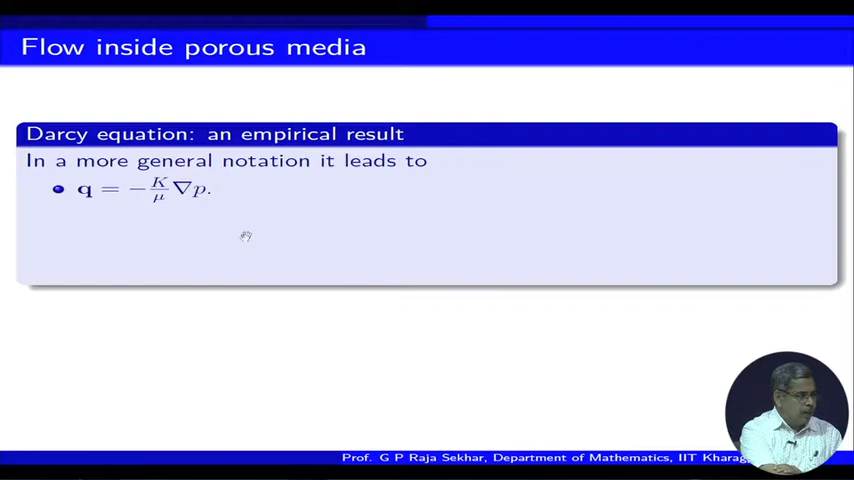 Flow inside porous media
Darcy equation: an empirical result
In a more general notation it leads to
q = −K/μ ∇p.
Prof. G P Raja Sekhar, Department of Mathematics, IIT Kharag